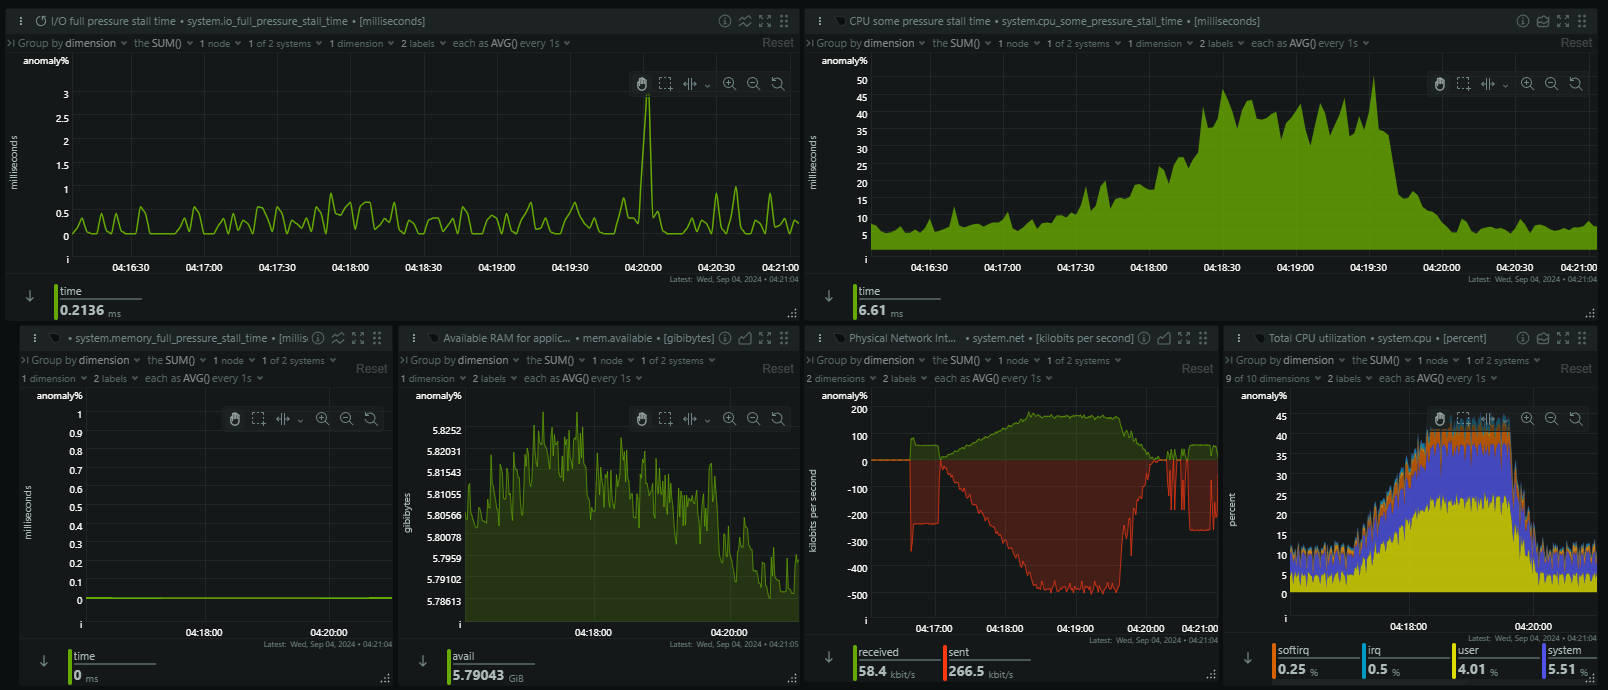 I/O full pressure stall time • system.io_full_pressure_stall_time • [milliseconds]
Group by dimension the SUM() 1 node 1 of 2 systems 1 dimension 2 labels each as AVG() every 1s Reset
anomaly%
3
2.5
2
1.5
1
0.5
0
i
milliseconds
04:16:30 04:17:00 04:17:30 04:18:00 04:18:30 04:19:00 04:19:30 04:20:00 04:20:30 04:21:00
Latest: Wed, Sep 04, 2024 • 04:21:04
time
0.2136 ms
CPU some pressure stall time • system.cpu_some_pressure_stall_time • [milliseconds]
Group by dimension the SUM() 1 node 1 of 2 systems 1 dimension 2 labels each as AVG() every 1s Reset
anomaly%
50
45
40
35
30
25
20
15
10
5
i
milliseconds
04:16:30 04:17:00 04:17:30 04:18:00 04:18:30 04:19:00 04:19:30 04:20:00 04:20:30 04:21:00
Latest: Wed, Sep 04, 2024 • 04:21:04
time
6.61 ms
• system.memory_full_pressure_stall_time • [millis
Group by dimension the SUM() 1 node 1 of 2 systems
1 dimension 2 labels each as AVG() every 1s Reset
anomaly%
1
0.9
0.8
0.7
0.6
0.5
0.4
0.3
0.2
0.1
0
i
milliseconds
04:18:00 04:20:00
Latest: Wed, Sep 04, 2024 • 04:21:04
time
0 ms
Available RAM for applic... • mem.available • [gibibytes]
Group by dimension the SUM() 1 node 1 of 2 systems
1 dimension 2 labels each as AVG() every 1s Reset
anomaly%
5.8252
5.82031
5.81543
5.81055
5.80566
5.80078
5.7959
5.79102
5.78613
i
gibibytes
04:18:00 04:20:00
Latest: Wed, Sep 04, 2024 • 04:21:05
avail
5.79043 GiB
Physical Network Int... • system.net • [kilobits per second]
Group by dimension the SUM() 1 node 1 of 2 systems
2 dimensions 2 labels each as AVG() every 1s Reset
anomaly%
200
100
0
-100
-200
-300
-400
-500
i
kilobits per second
04:17:00 04:18:00 04:19:00 04:20:00 04:21:00
Latest: Wed, Sep 04, 2024 • 04:21:04
received sent
58.4 kbit/s 266.5 kbit/s
Total CPU utilization • system.cpu • [percent]
Group by dimension the SUM() 1 node 1 of 2 systems
9 of 10 dimensions 2 labels each as AVG() every 1s Reset
anomaly%
45
40
35
30
25
20
15
10
5
0
i
percent
04:18:00 04:20:00
Latest: Wed, Sep 04, 2024 • 04:21:04
softirq irq user system
0.25 % 0.5 % 4.01 % 5.51 %